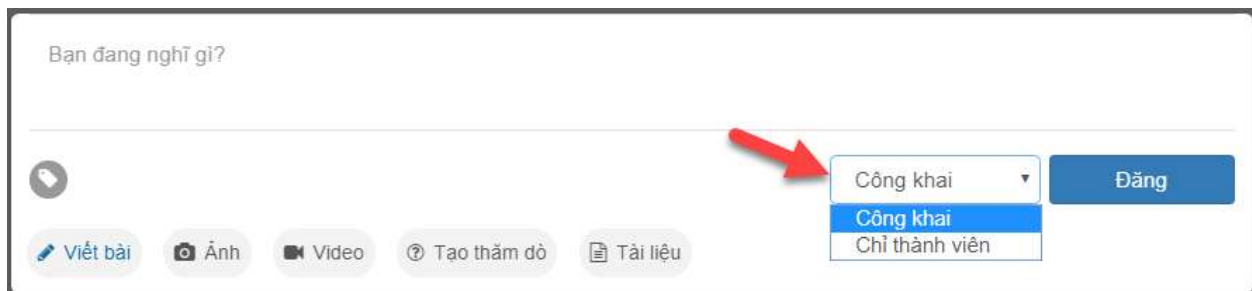 Bạn đang nghĩ gì?
Công khai Đăng
Công khai
Chỉ thành viên
Viết bài Ảnh Video Tạo thăm dò Tài liệu